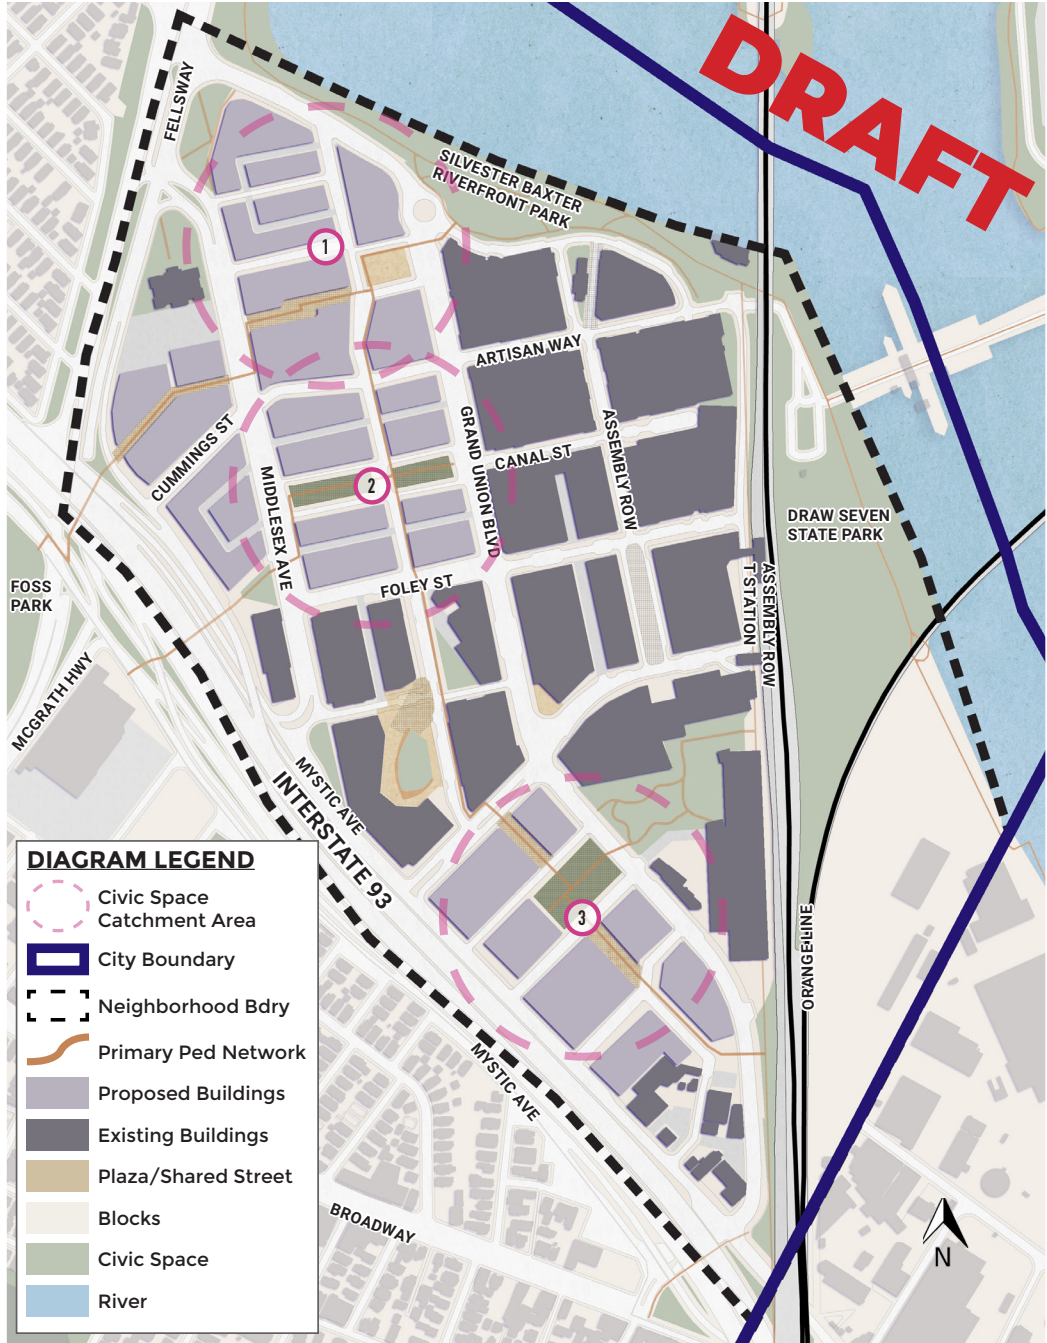 DRAFT
FELLSWAY
SILVESTER BAXTER
RIVERFRONT PARK
1
ARTISAN WAY
CUMMINGS ST
MIDDLESEX AVE
GRAND UNION BLVD
CANAL ST
ASSEMBLY ROW
2
DRAW SEVEN
STATE PARK
FOSS
PARK
FOLEY ST
ASSEMBLY ROW
T STATION
MCGRATH HWY
MYSTIC AVE
INTERSTATE 93
3
ORANGE LINE
MYSTIC AVE
BROADWAY
N
DIAGRAM LEGEND
Civic Space
Catchment Area
City Boundary
Neighborhood Bdry
Primary Ped Network
Proposed Buildings
Existing Buildings
Plaza/Shared Street
Blocks
Civic Space
River